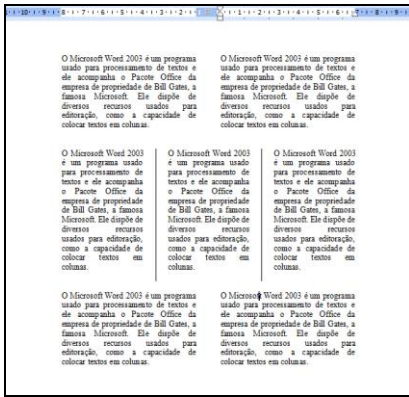 O Microsoft Word 2003 é um programa
usado para processamento de textos e
ele acompanha o Pacote Office da
empresa de propriedade de Bill Gates, a
famosa Microsoft. Ele dispõe de
diversos recursos usados para
editoração, como a capacidade de
colocar textos em colunas.
O Microsoft Word 2003 é um programa
usado para processamento de textos e
ele acompanha o Pacote Office da
empresa de propriedade de Bill Gates, a
famosa Microsoft. Ele dispõe de
diversos recursos usados para
editoração, como a capacidade de
colocar textos em colunas.
O Microsoft Word 2003
é um programa usado
para processamento de
textos e ele acompanha
o Pacote Office da
empresa de propriedade
de Bill Gates, a famosa
Microsoft. Ele dispõe de
diversos recursos
usados para editoração,
como a capacidade de
colocar textos em
colunas.
O Microsoft Word 2003
é um programa usado
para processamento de
textos e ele acompanha
o Pacote Office da
empresa de propriedade
de Bill Gates, a famosa
Microsoft. Ele dispõe de
diversos recursos
usados para editoração,
como a capacidade de
colocar textos em
colunas.
O Microsoft Word 2003
é um programa usado
para processamento de
textos e ele acompanha
o Pacote Office da
empresa de propriedade
de Bill Gates, a famosa
Microsoft. Ele dispõe de
diversos recursos
usados para editoração,
como a capacidade de
colocar textos em
colunas.
O Microsoft Word 2003 é um programa
usado para processamento de textos e
ele acompanha o Pacote Office da
empresa de propriedade de Bill Gates, a
famosa Microsoft. Ele dispõe de
diversos recursos usados para
editoração, como a capacidade de
colocar textos em colunas.
O Microsoft Word 2003 é um programa
usado para processamento de textos e
ele acompanha o Pacote Office da
empresa de propriedade de Bill Gates, a
famosa Microsoft. Ele dispõe de
diversos recursos usados para
editoração, como a capacidade de
colocar textos em colunas.